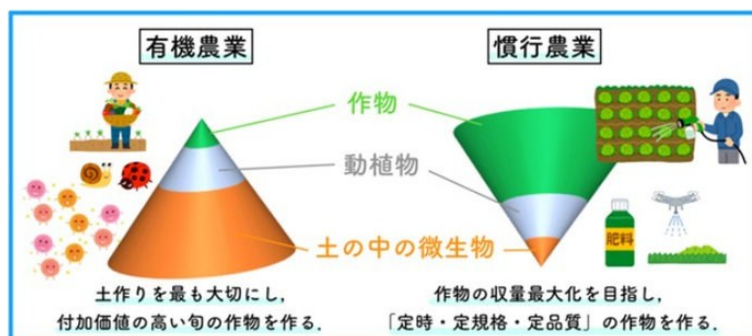 有機農業
慣行農業
作物
動植物
土の中の微生物
肥料
土作りを最も大切にし,
付加価値の高い旬の作物を作る.
作物の収量最大化を目指し,
「定時・定規格・定品質」の作物を作る.